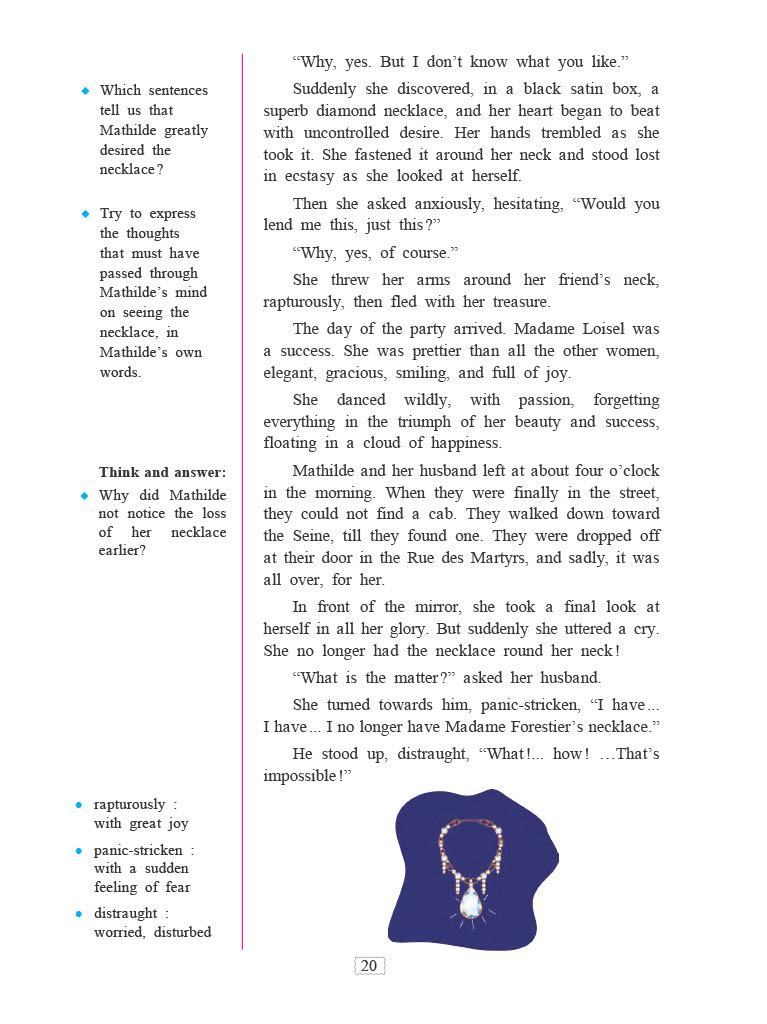 “Why, yes. But I don’t know what you like.”
Suddenly she discovered, in a black satin box, a
superb diamond necklace, and her heart began to beat
with uncontrolled desire. Her hands trembled as she
took it. She fastened it around her neck and stood lost
in ecstasy as she looked at herself.
Then she asked anxiously, hesitating, “Would you
lend me this, just this?”
“Why, yes, of course.”
She threw her arms around her friend’s neck,
rapturously, then fled with her treasure.
The day of the party arrived. Madame Loisel was
a success. She was prettier than all the other women,
elegant, gracious, smiling, and full of joy.
She danced wildly, with passion, forgetting
everything in the triumph of her beauty and success,
floating in a cloud of happiness.
Mathilde and her husband left at about four o’clock
in the morning. When they were finally in the street,
they could not find a cab. They walked down toward
the Seine, till they found one. They were dropped off
at their door in the Rue des Martyrs, and sadly, it was
all over, for her.
In front of the mirror, she took a final look at
herself in all her glory. But suddenly she uttered a cry.
She no longer had the necklace round her neck!
“What is the matter?” asked her husband.
She turned towards him, panic-stricken, “I have...
I have... I no longer have Madame Forestier’s necklace.”
He stood up, distraught, “What!... how! …That’s
impossible!”
◆ Which sentences
tell us that
Mathilde greatly
desired the
necklace?
◆ Try to express
the thoughts
that must have
passed through
Mathilde’s mind
on seeing the
necklace, in
Mathilde’s own
words.
Think and answer:
◆ Why did Mathilde
not notice the loss
of her necklace
earlier?
● rapturously :
with great joy
● panic-stricken :
with a sudden
feeling of fear
● distraught :
worried, disturbed
20